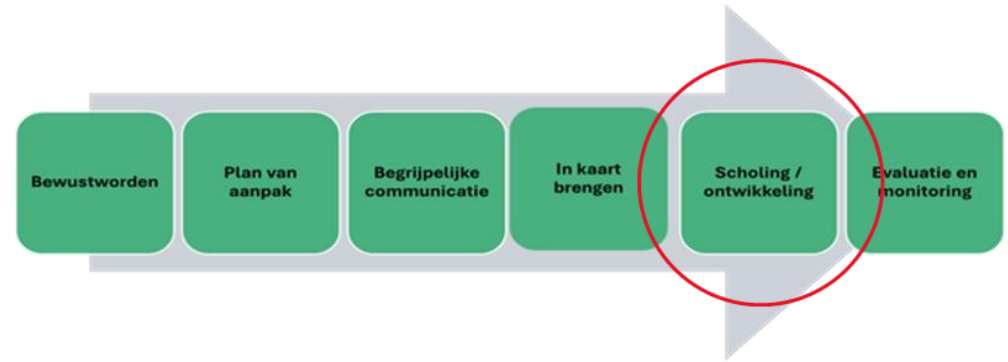 Bewustworden
Plan van
aanpak
Begrijpelijke
communicatie
In kaart
brengen
Scholing /
ontwikkeling
Evaluatie en
monitoring